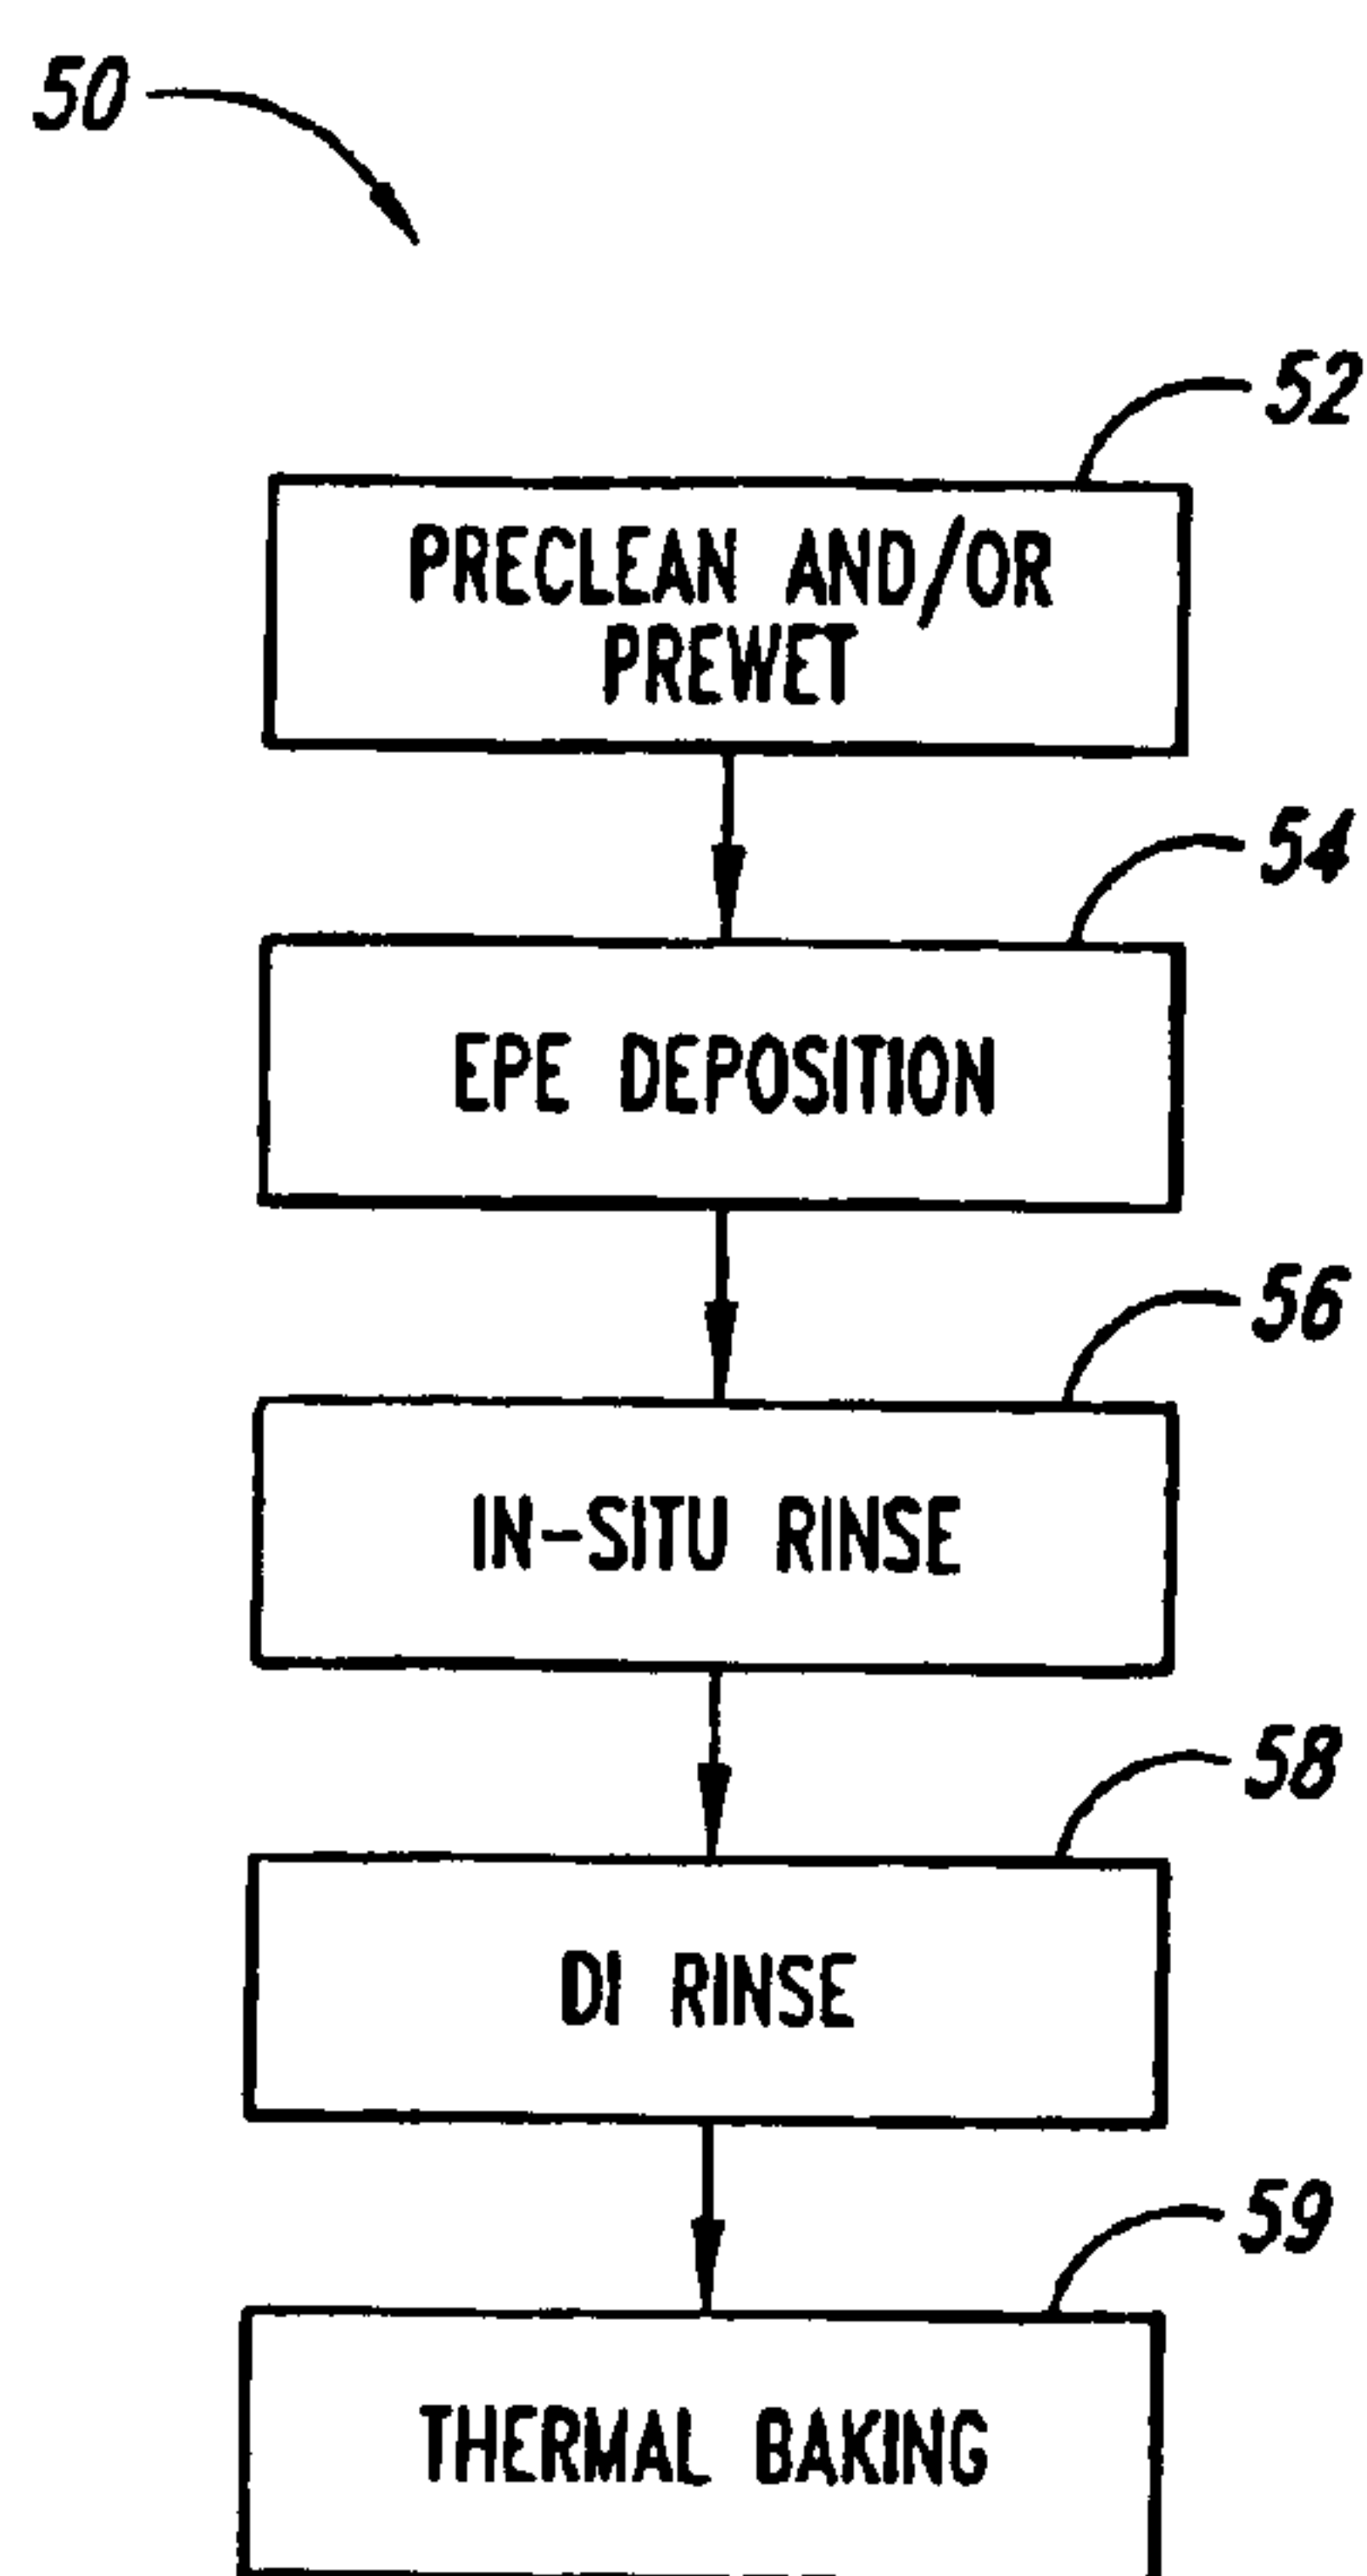 50
52
PRECLEAN AND/OR
PREWET
54
EPE DEPOSITION
56
IN-SITU RINSE
58
DI RINSE
59
THERMAL BAKING